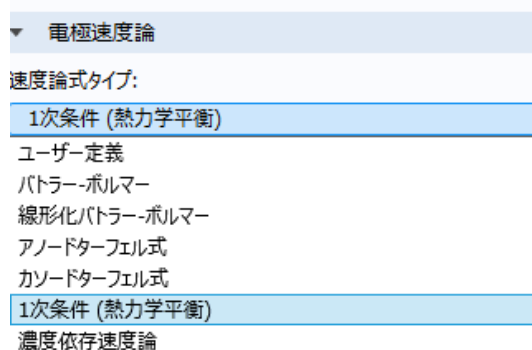 電極速度論
速度論式タイプ:
1次条件 (熱力学平衡)
ユーザー定義
バトラー-ボルマー
線形化バトラー-ボルマー
アノードターフェル式
カソードターフェル式
1次条件 (熱力学平衡)
濃度依存速度論